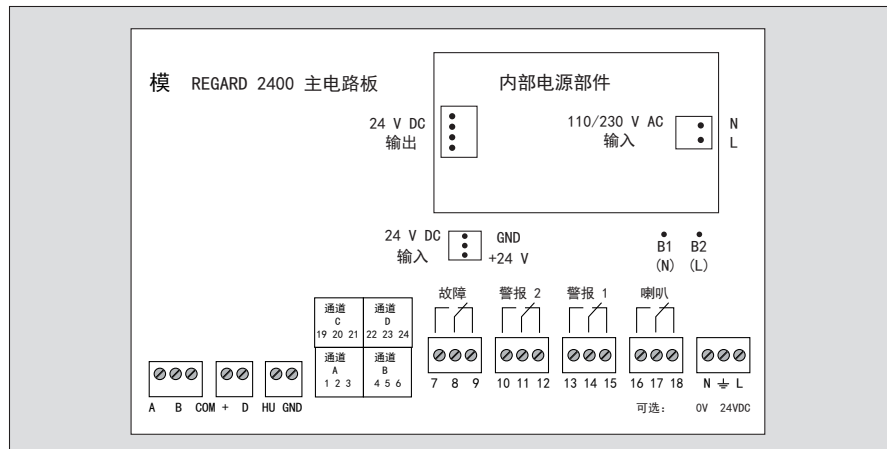 模 REGARD 2400 主电路板
内部电源部件
24 V DC
输出
110/230 V AC
输入
N
L
24 V DC
输入
GND
+24 V
B1
(N)
B2
(L)
故障
警报 2
警报 1
喇叭
通道
C
19 20 21
通道
D
22 23 24
通道
A
1 2 3
通道
B
4 5 6
7 8 9
10 11 12
13 14 15
16 17 18
N ⏚ L
A B COM + D HU GND
可选: 0V 24VDC